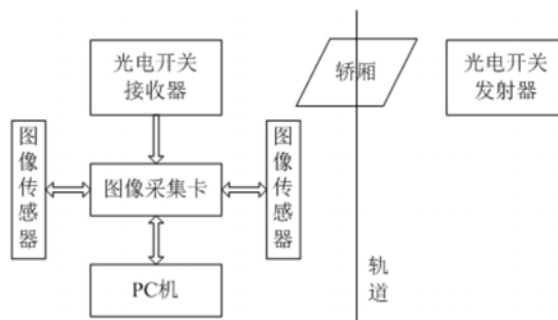 光电开关
接收器
轿厢
光电开关
发射器
图像传感器
图像采集卡
图像传感器
PC机
轨道